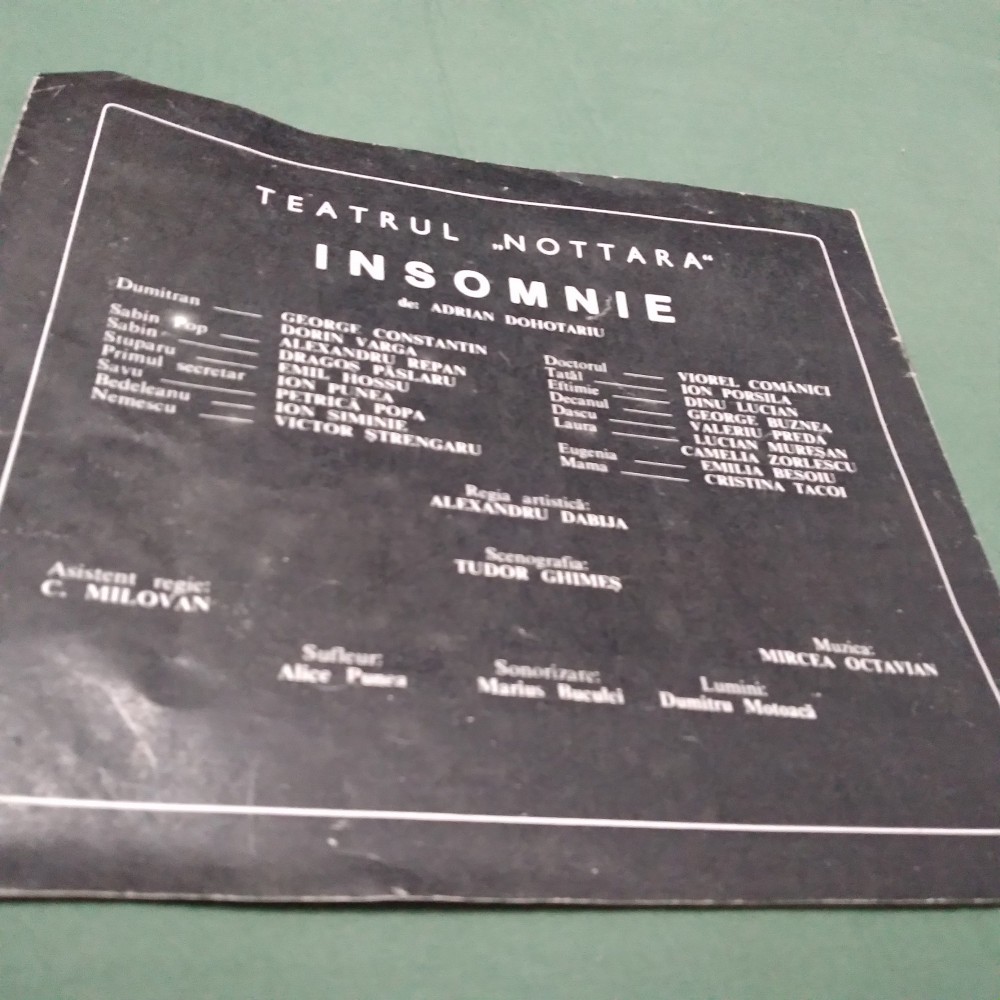 TEATRUL „NOTTARA“
INSOMNIE
de: ADRIAN DOHOTARIU
Dumitran GEORGE CONSTANTIN
DORIN VARGA
Sabin Pop ALEXANDRU REPAN
Sabin DRAGOȘ PÂSLARU
Stuparu EMIL HOSSU
Primul secretar ION PUNEA
Savu PETRICĂ POPA
Bedeleanu ION SIMINIE
Nemescu VICTOR ȘTRENGARU
Doctorul VIOREL COMĂNICI
Tatăl ION PORSILA
Eftimie DINU LUCIAN
Decanul GEORGE BUZNEA
Dascu VALERIU PREDA
Laura LUCIAN MUREȘAN
CAMELIA ZORLESCU
Eugenia EMILIA BESOIU
Mama CRISTINA TACOI
Regia artistică:
ALEXANDRU DABIJA
Scenografia:
TUDOR GHIMEȘ
Asistent regie:
C. MILOVAN
Muzica:
MIRCEA OCTAVIAN
Sufleur:
Alice Punea
Sonorizare:
Marius Buculei
Lumini:
Dumitru Motoacă